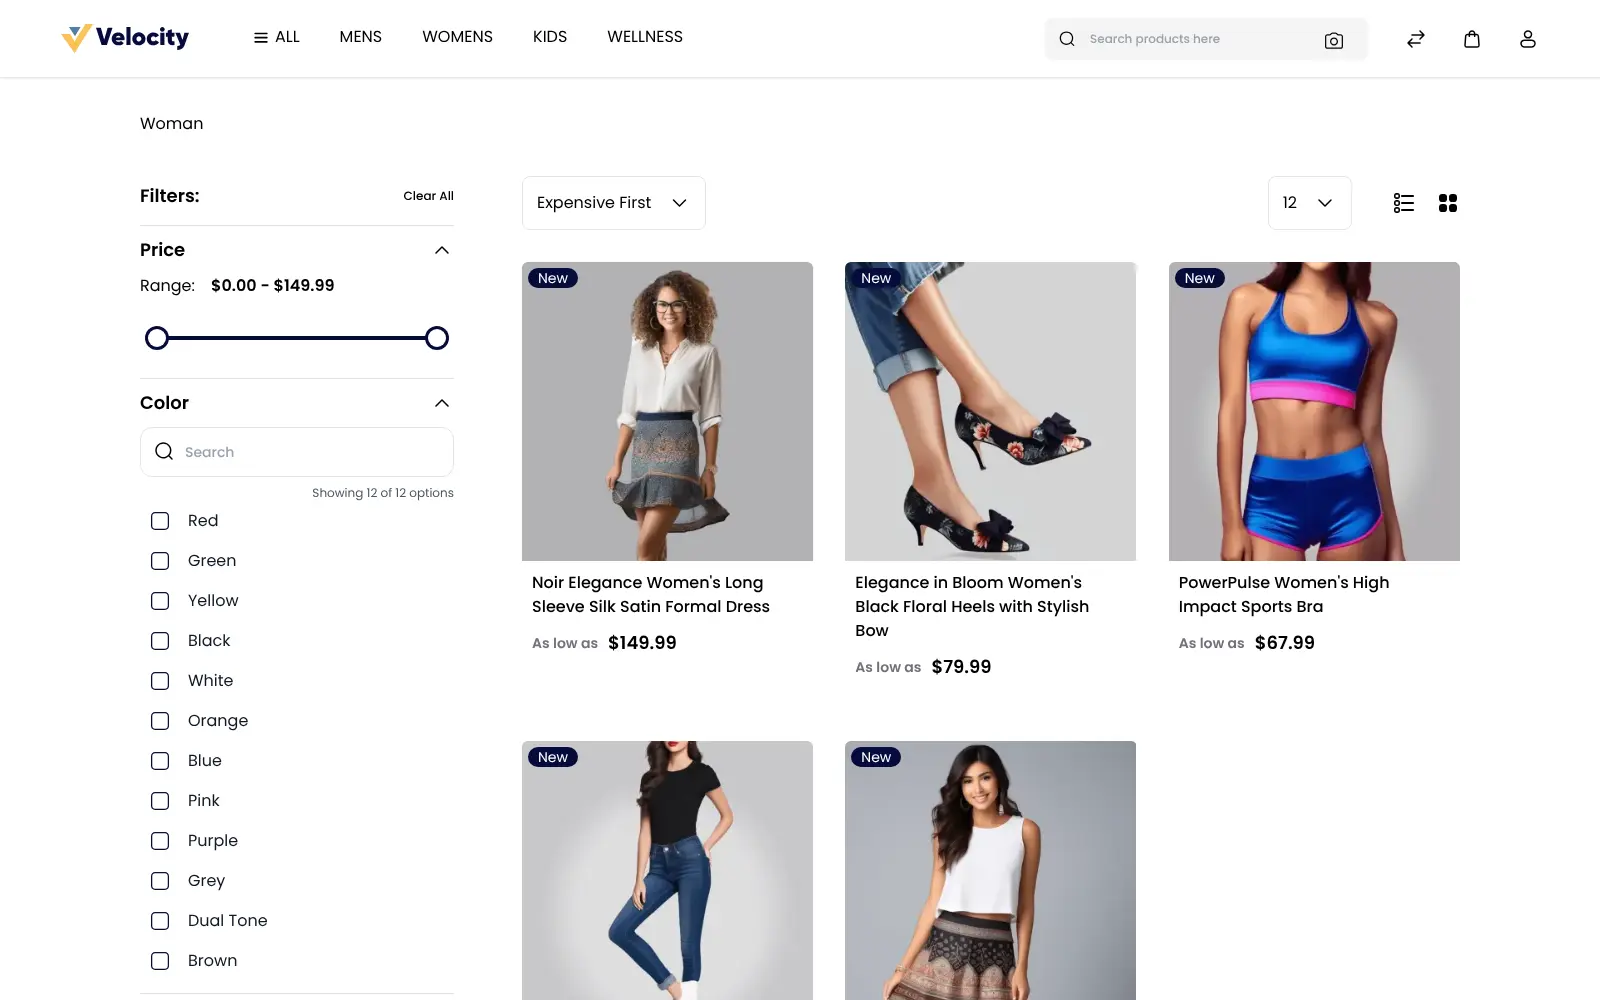 Velocity
ALL
MENS
WOMENS
KIDS
WELLNESS
Search products here
Woman
Filters:
Clear All
Price
Range: $0.00 - $149.99
Color
Search
Showing 12 of 12 options
Red
Green
Yellow
Black
White
Orange
Blue
Pink
Purple
Grey
Dual Tone
Brown
Expensive First
12
New
Noir Elegance Women's Long
Sleeve Silk Satin Formal Dress
As low as $149.99
New
Elegance in Bloom Women's
Black Floral Heels with Stylish
Bow
As low as $79.99
New
PowerPulse Women's High
Impact Sports Bra
As low as $67.99
New
New